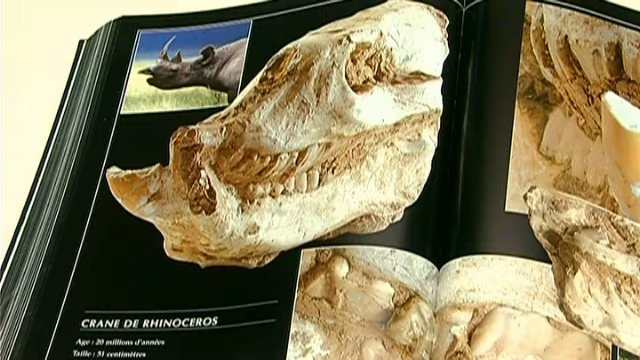 CRANE DE RHINOCEROS
Age : 20 millions d'années
Taille : 51 centimètres